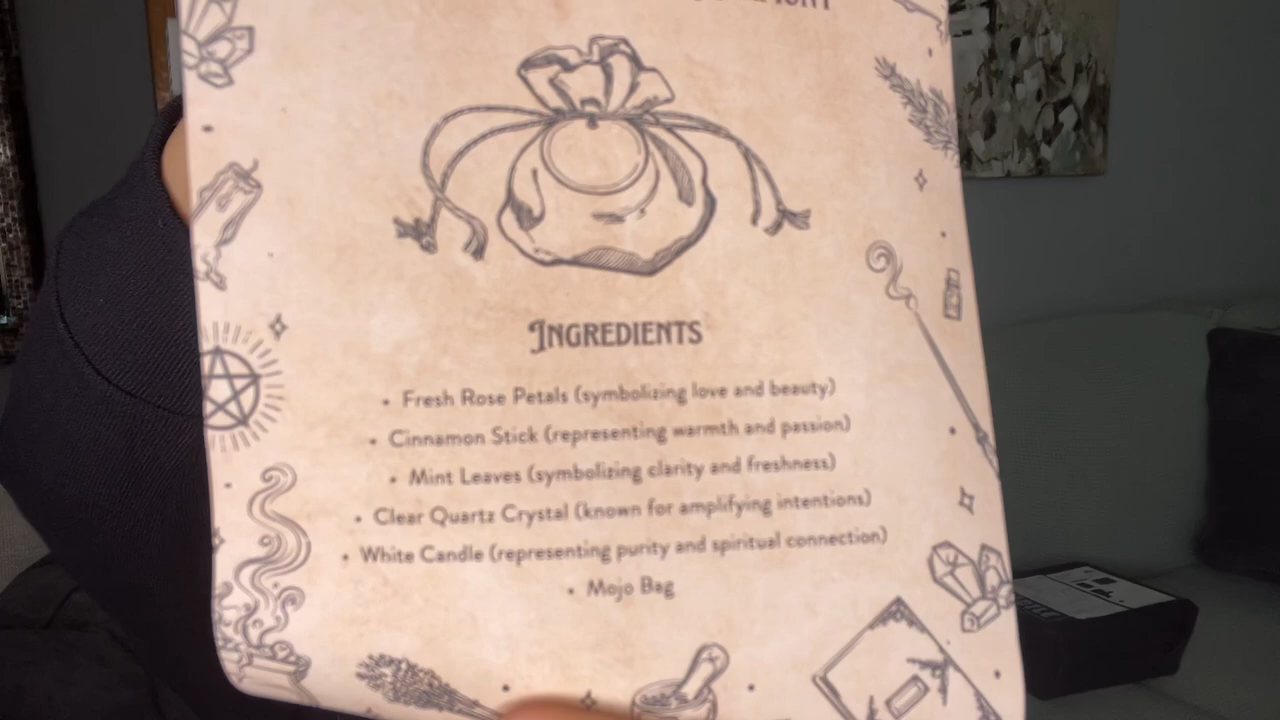 Ingredients
• Fresh Rose Petals (symbolizing love and beauty)
• Cinnamon Stick (representing warmth and passion)
• Mint Leaves (symbolizing clarity and freshness)
• Clear Quartz Crystal (known for amplifying intentions)
• White Candle (representing purity and spiritual connection)
• Mojo Bag